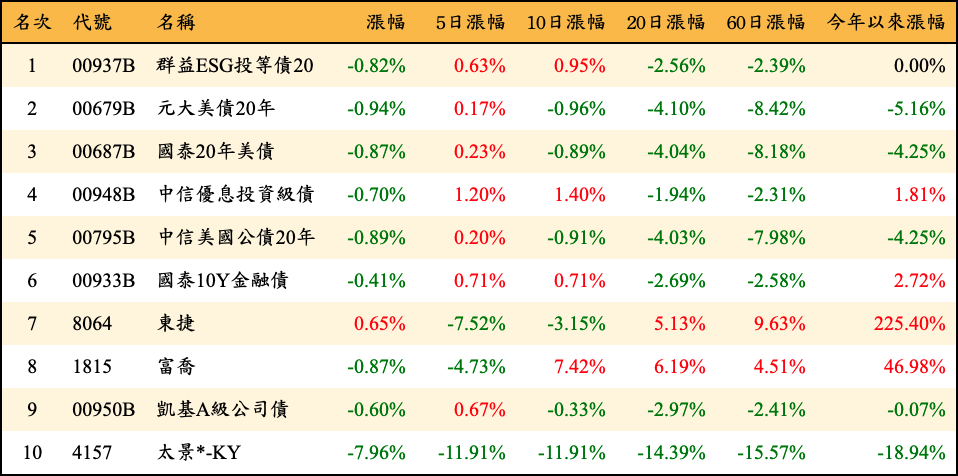 名次 代號 名稱 漲幅 5日漲幅 10日漲幅 20日漲幅 60日漲幅 今年以來漲幅
1 00937B 群益ESG投等債20 -0.82% 0.63% 0.95% -2.56% -2.39% 0.00%
2 00679B 元大美債20年 -0.94% 0.17% -0.96% -4.10% -8.42% -5.16%
3 00687B 國泰20年美債 -0.87% 0.23% -0.89% -4.04% -8.18% -4.25%
4 00948B 中信優息投資級債 -0.70% 1.20% 1.40% -1.94% -2.31% 1.81%
5 00795B 中信美國公債20年 -0.89% 0.20% -0.91% -4.03% -7.98% -4.25%
6 00933B 國泰10Y金融債 -0.41% 0.71% 0.71% -2.69% -2.58% 2.72%
7 8064 東捷 0.65% -7.52% -3.15% 5.13% 9.63% 225.40%
8 1815 富喬 -0.87% -4.73% 7.42% 6.19% 4.51% 46.98%
9 00950B 凱基A級公司債 -0.60% 0.67% -0.33% -2.97% -2.41% -0.07%
10 4157 太景*-KY -7.96% -11.91% -11.91% -14.39% -15.57% -18.94%